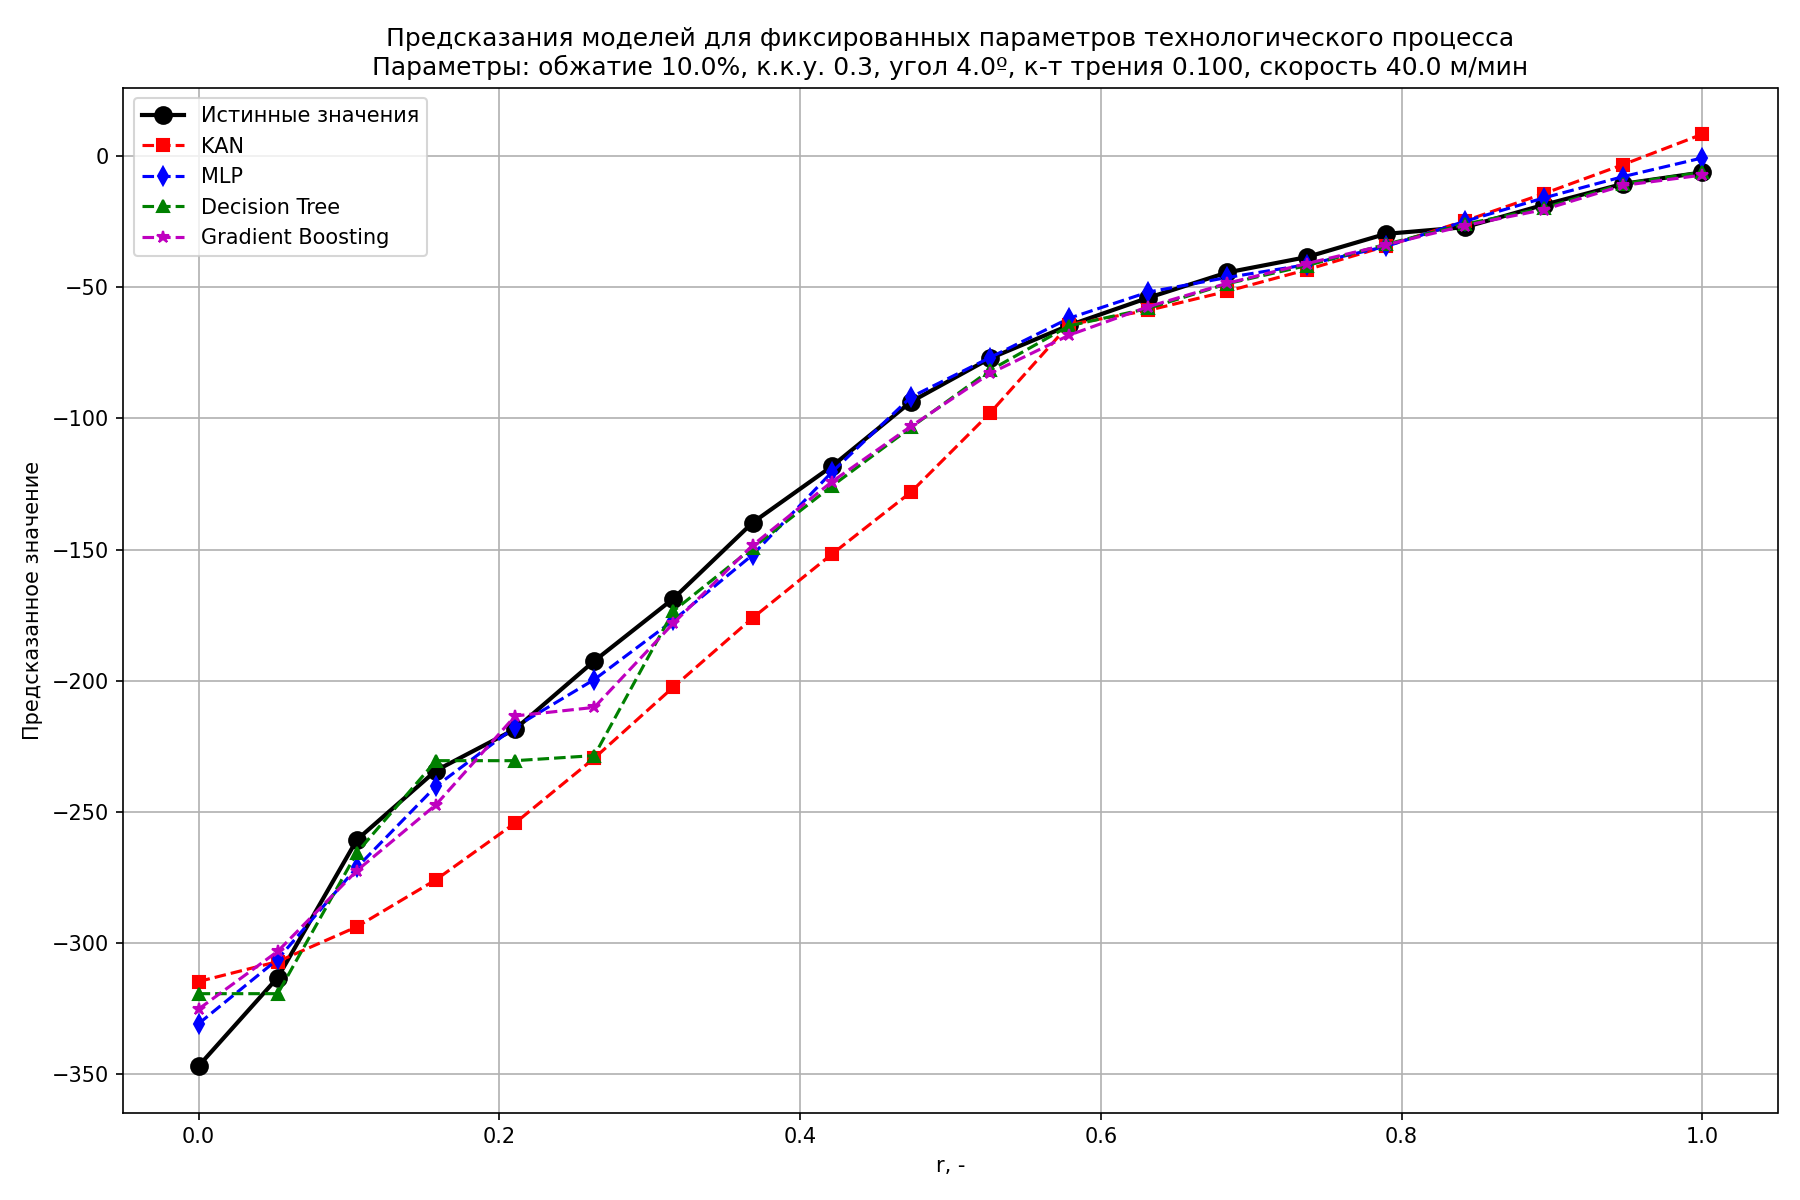 Предсказания моделей для фиксированных параметров технологического процесса
Параметры: обжатие 10.0%, к.к.у. 0.3, угол 4.0º, к-т трения 0.100, скорость 40.0 м/мин
Истинные значения
KAN
MLP
Decision Tree
Gradient Boosting
Предсказанное значение
0
−50
−100
−150
−200
−250
−300
−350
0.0
0.2
0.4
0.6
0.8
1.0
r, -